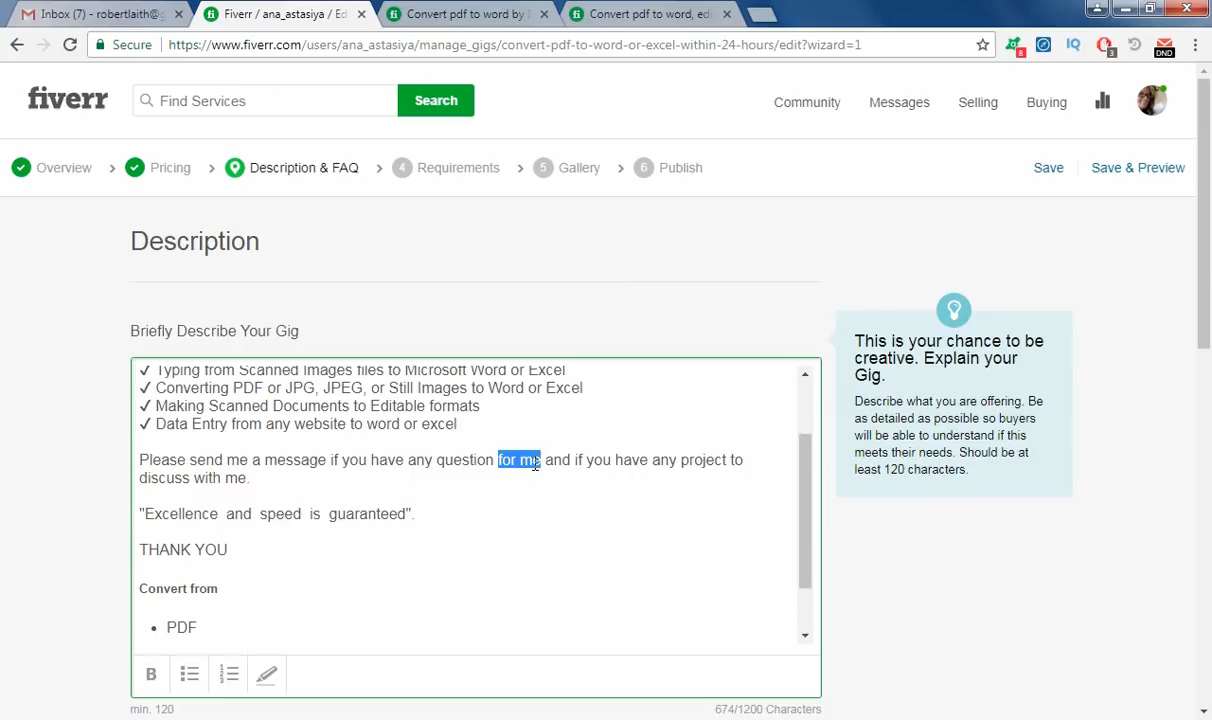 Inbox (7) - robertlaith@g
Fiverr / ana_astasiya / Ed
Convert pdf to word by
Convert pdf to word, edi
Secure
https://www.fiverr.com/users/ana_astasiya/manage_gigs/convert-pdf-to-word-or-excel-within-24-hours/edit?wizard=1
8
IQ
3
DND
fiverr
Find Services
Search
Community
Messages
Selling
Buying
Overview
Pricing
Description & FAQ
4 Requirements
5 Gallery
6 Publish
Save
Save & Preview
Description
Briefly Describe Your Gig
✓ Typing from Scanned Images files to Microsoft Word or Excel
✓ Converting PDF or JPG, JPEG, or Still Images to Word or Excel
✓ Making Scanned Documents to Editable formats
✓ Data Entry from any website to word or excel
Please send me a message if you have any question for me and if you have any project to
discuss with me.
"Excellence and speed is guaranteed".
THANK YOU
Convert from
• PDF
B
min. 120
674/1200 Characters
This is your chance to be
creative. Explain your
Gig.
Describe what you are offering. Be
as detailed as possible so buyers
will be able to understand if this
meets their needs. Should be at
least 120 characters.